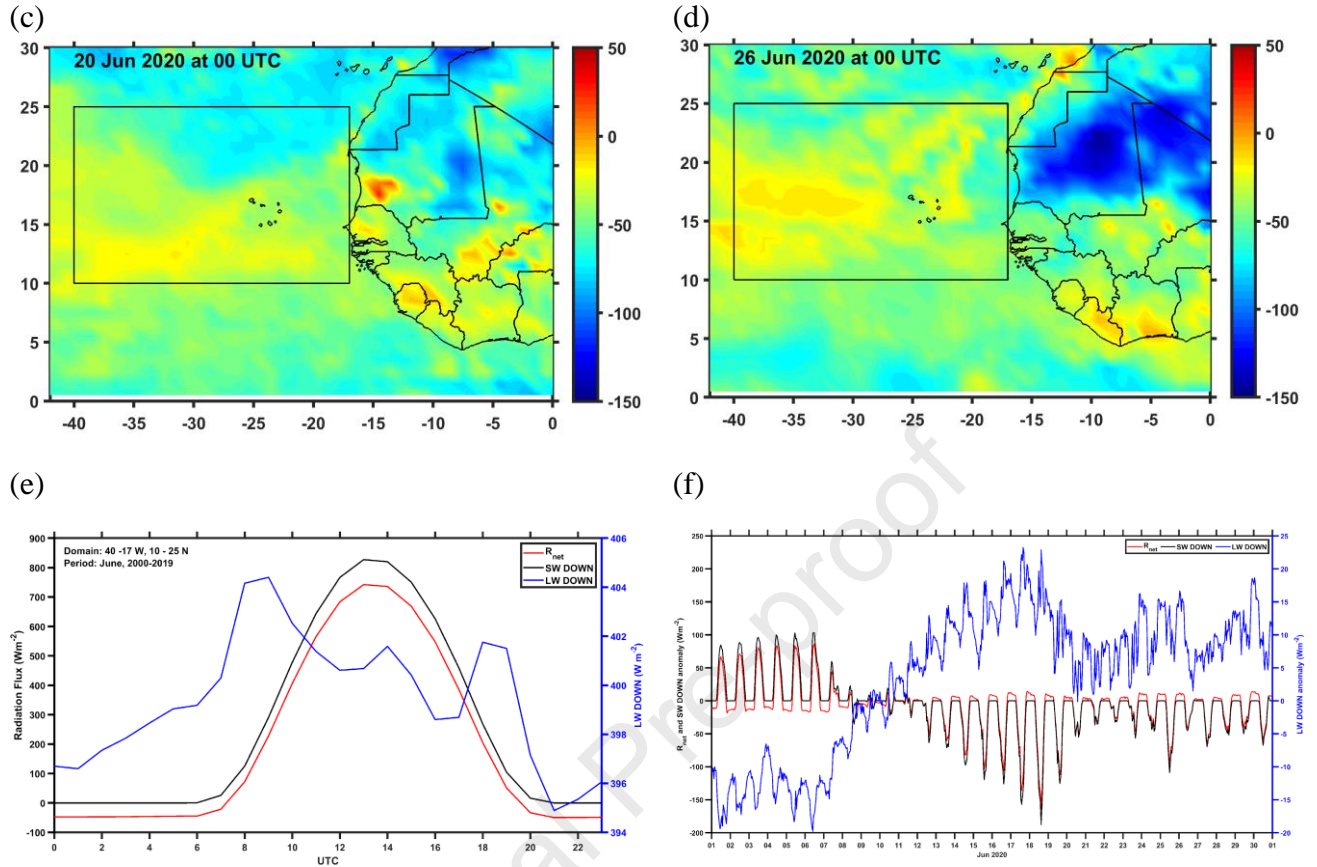 (c)
(d)
20 Jun 2020 at 00 UTC
26 Jun 2020 at 00 UTC
30
25
20
15
10
5
0
-40 -35 -30 -25 -20 -15 -10 -5 0
50
0
-50
-100
-150
30
25
20
15
10
5
0
-40 -35 -30 -25 -20 -15 -10 -5 0
50
0
-50
-100
-150
(e)
(f)
Domain: 40 -17 W, 10 - 25 N
Period: June, 2000-2019
Rnet
SW DOWN
LW DOWN
Radiation Flux (Wm-2)
900
800
700
600
500
400
300
200
100
0
-100
0 2 4 6 8 10 12 14 16 18 20 22
UTC
406
404
402
400
398
396
394
LW DOWN (W m-2)
Rnet SW DOWN LW DOWN
Rnet and SW DOWN anomaly (Wm-2)
250
200
150
100
50
0
-50
-100
-150
-200
01 02 03 04 05 06 07 08 09 10 11 12 13 14 15 16 17 18 19 20 21 22 23 24 25 26 27 28 29 30 01
Jun 2020
25
20
15
10
5
0
-5
-10
-15
-20
LW DOWN anomaly (Wm-2)
al Preproof